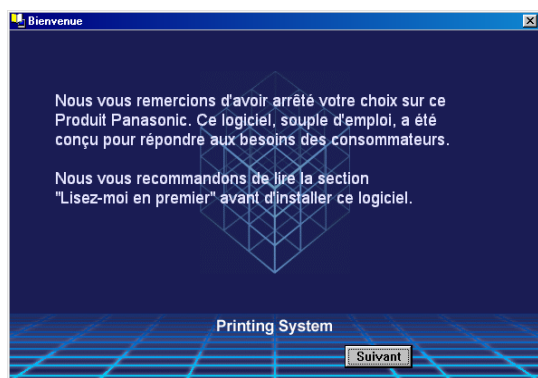 Bienvenue
Nous vous remercions d'avoir arrêté votre choix sur ce
Produit Panasonic. Ce logiciel, souple d'emploi, a été
conçu pour répondre aux besoins des consommateurs.
Nous vous recommandons de lire la section
"Lisez-moi en premier" avant d'installer ce logiciel.
Printing System
Suivant